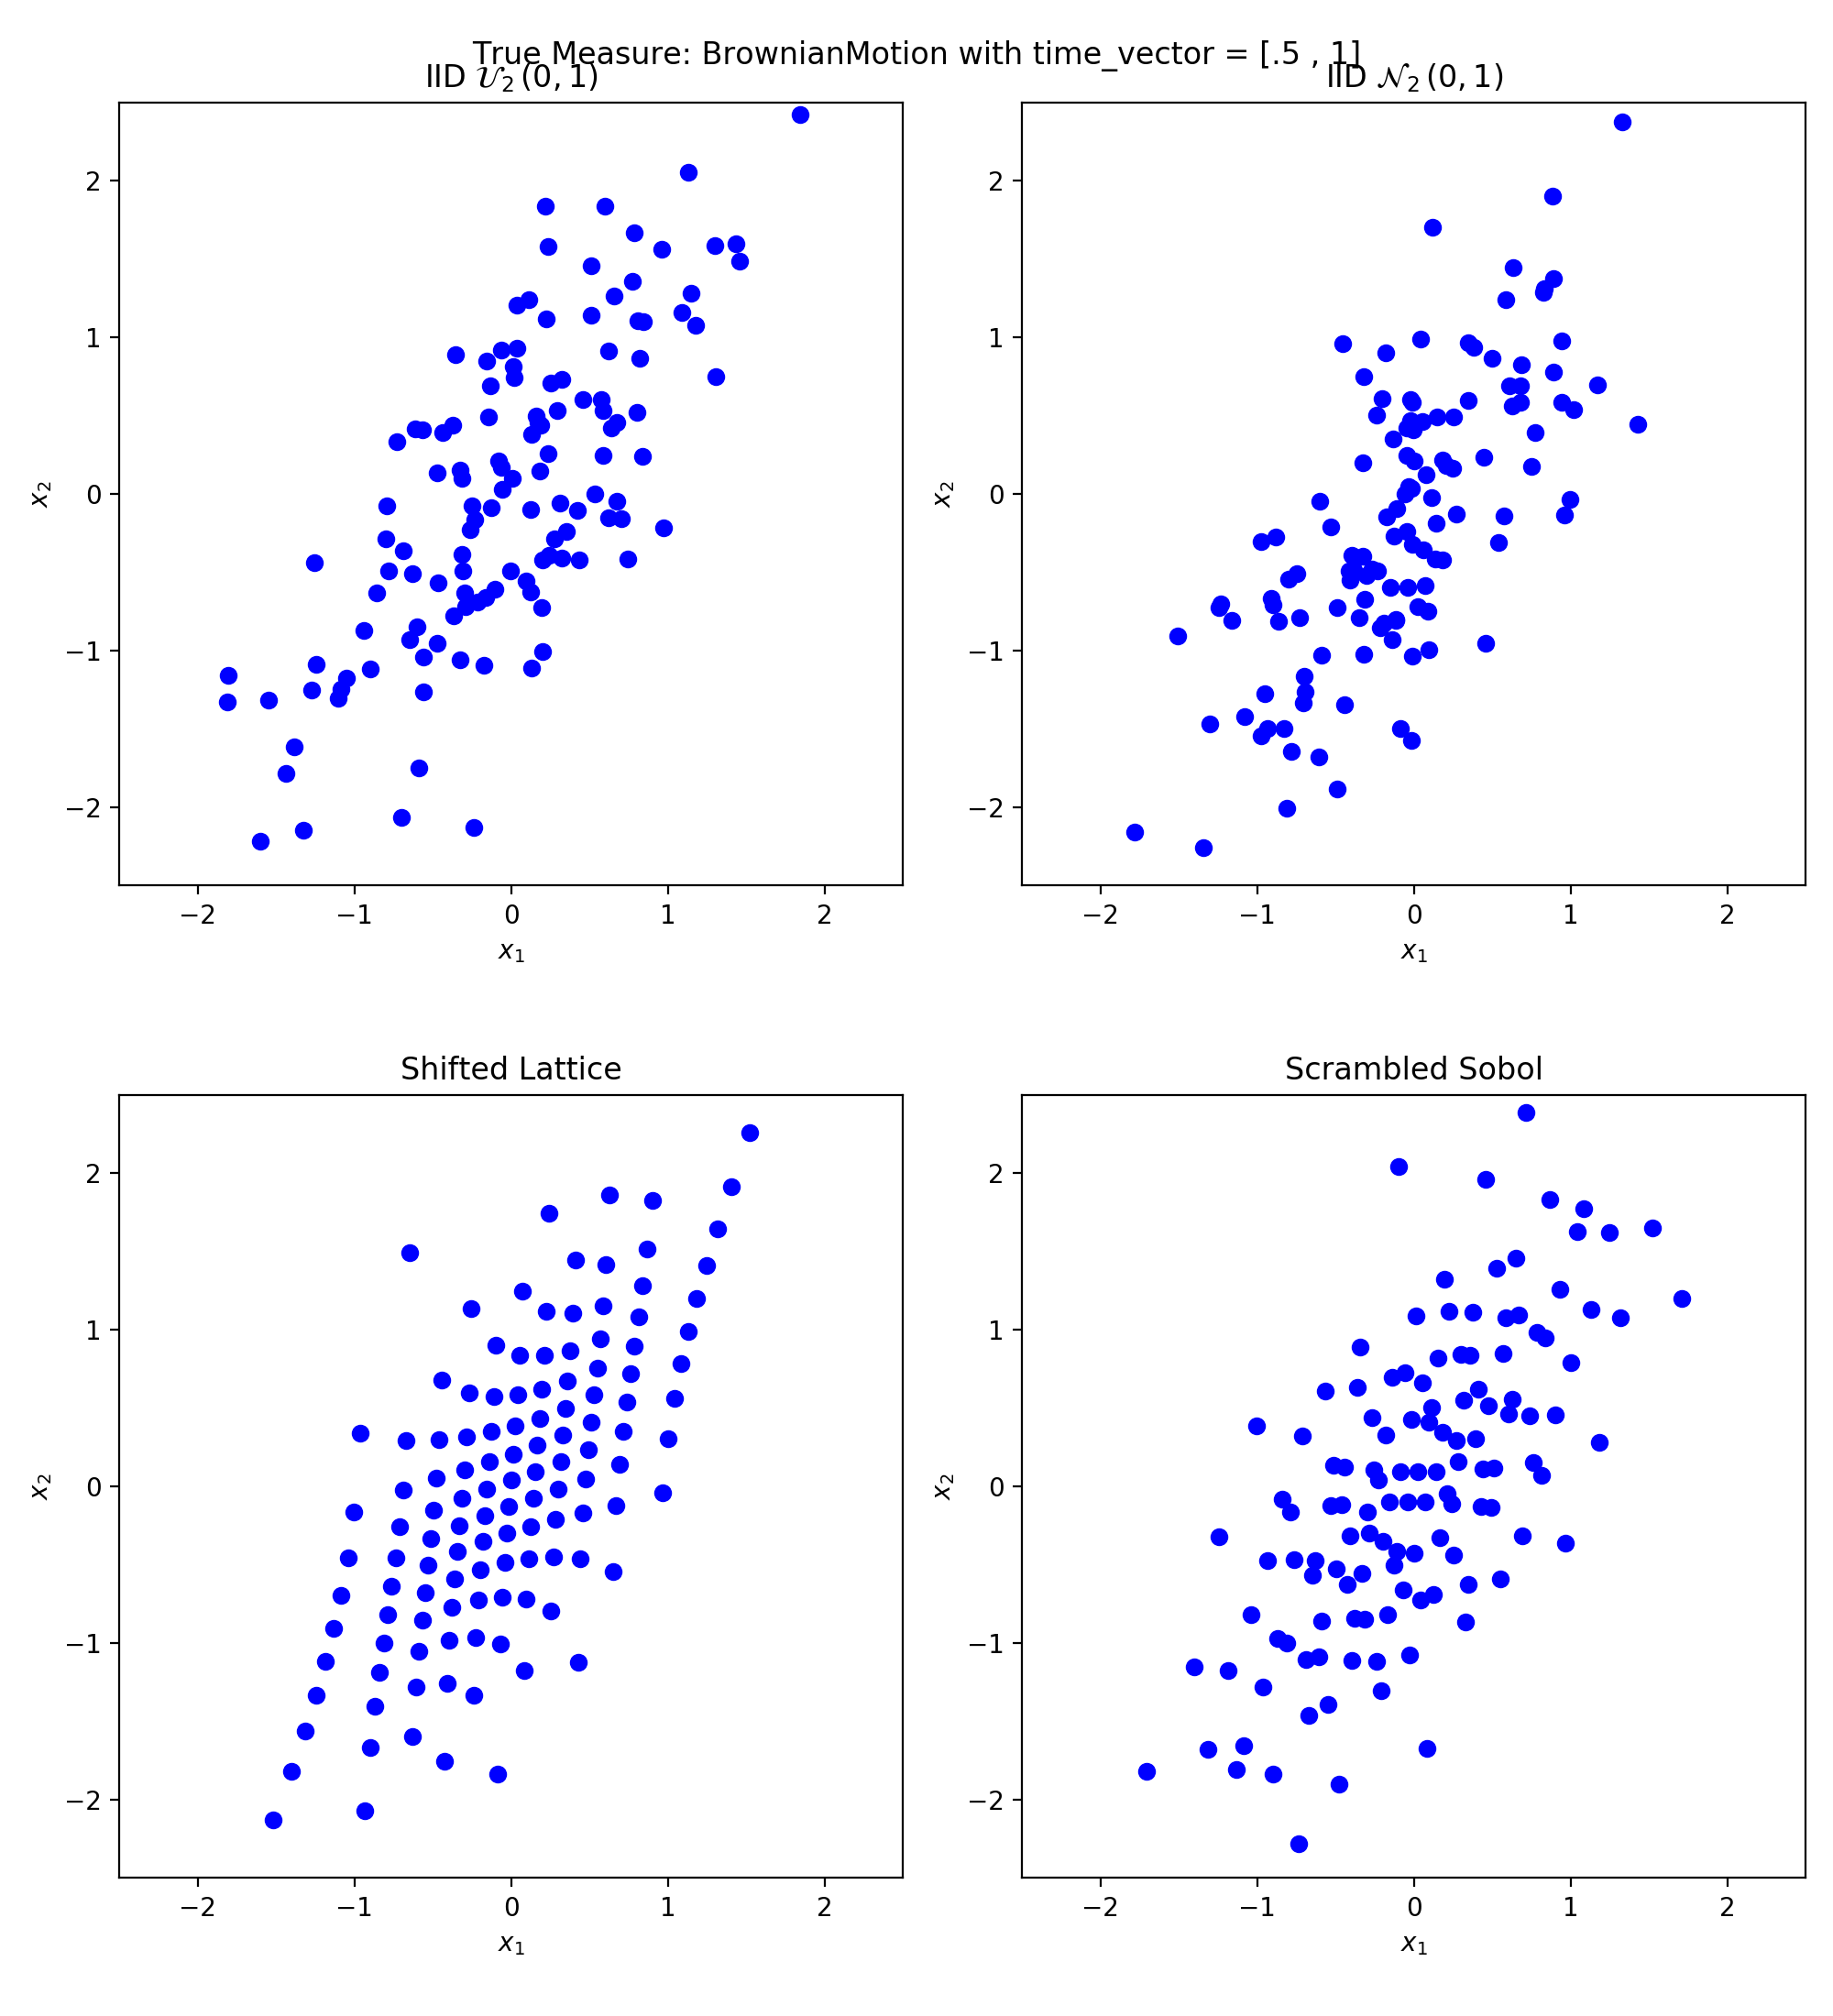 True Measure: BrownianMotion with time_vector = [.5 , 1]
IID 𝒰₂ (0, 1)
IID 𝒩₂ (0, 1)
2
1
0
−1
−2
x₂
−2 −1 0 1 2
x₁
2
1
0
−1
−2
x₂
−2 −1 0 1 2
x₁
Shifted Lattice
Scrambled Sobol
2
1
0
−1
−2
x₂
−2 −1 0 1 2
x₁
2
1
0
−1
−2
x₂
−2 −1 0 1 2
x₁